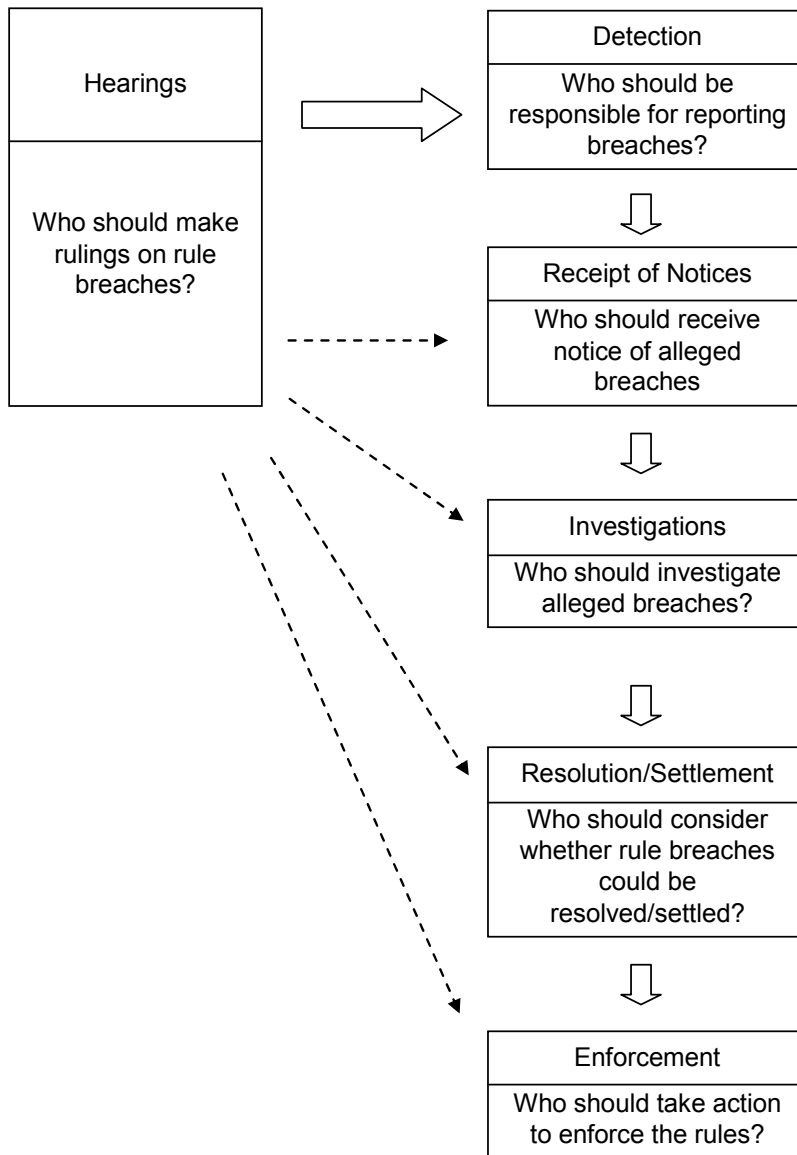 Hearings
Who should make
rulings on rule
breaches?
Detection
Who should be
responsible for reporting
breaches?
Receipt of Notices
Who should receive
notice of alleged
breaches
Investigations
Who should investigate
alleged breaches?
Resolution/Settlement
Who should consider
whether rule breaches
could be
resolved/settled?
Enforcement
Who should take action
to enforce the rules?